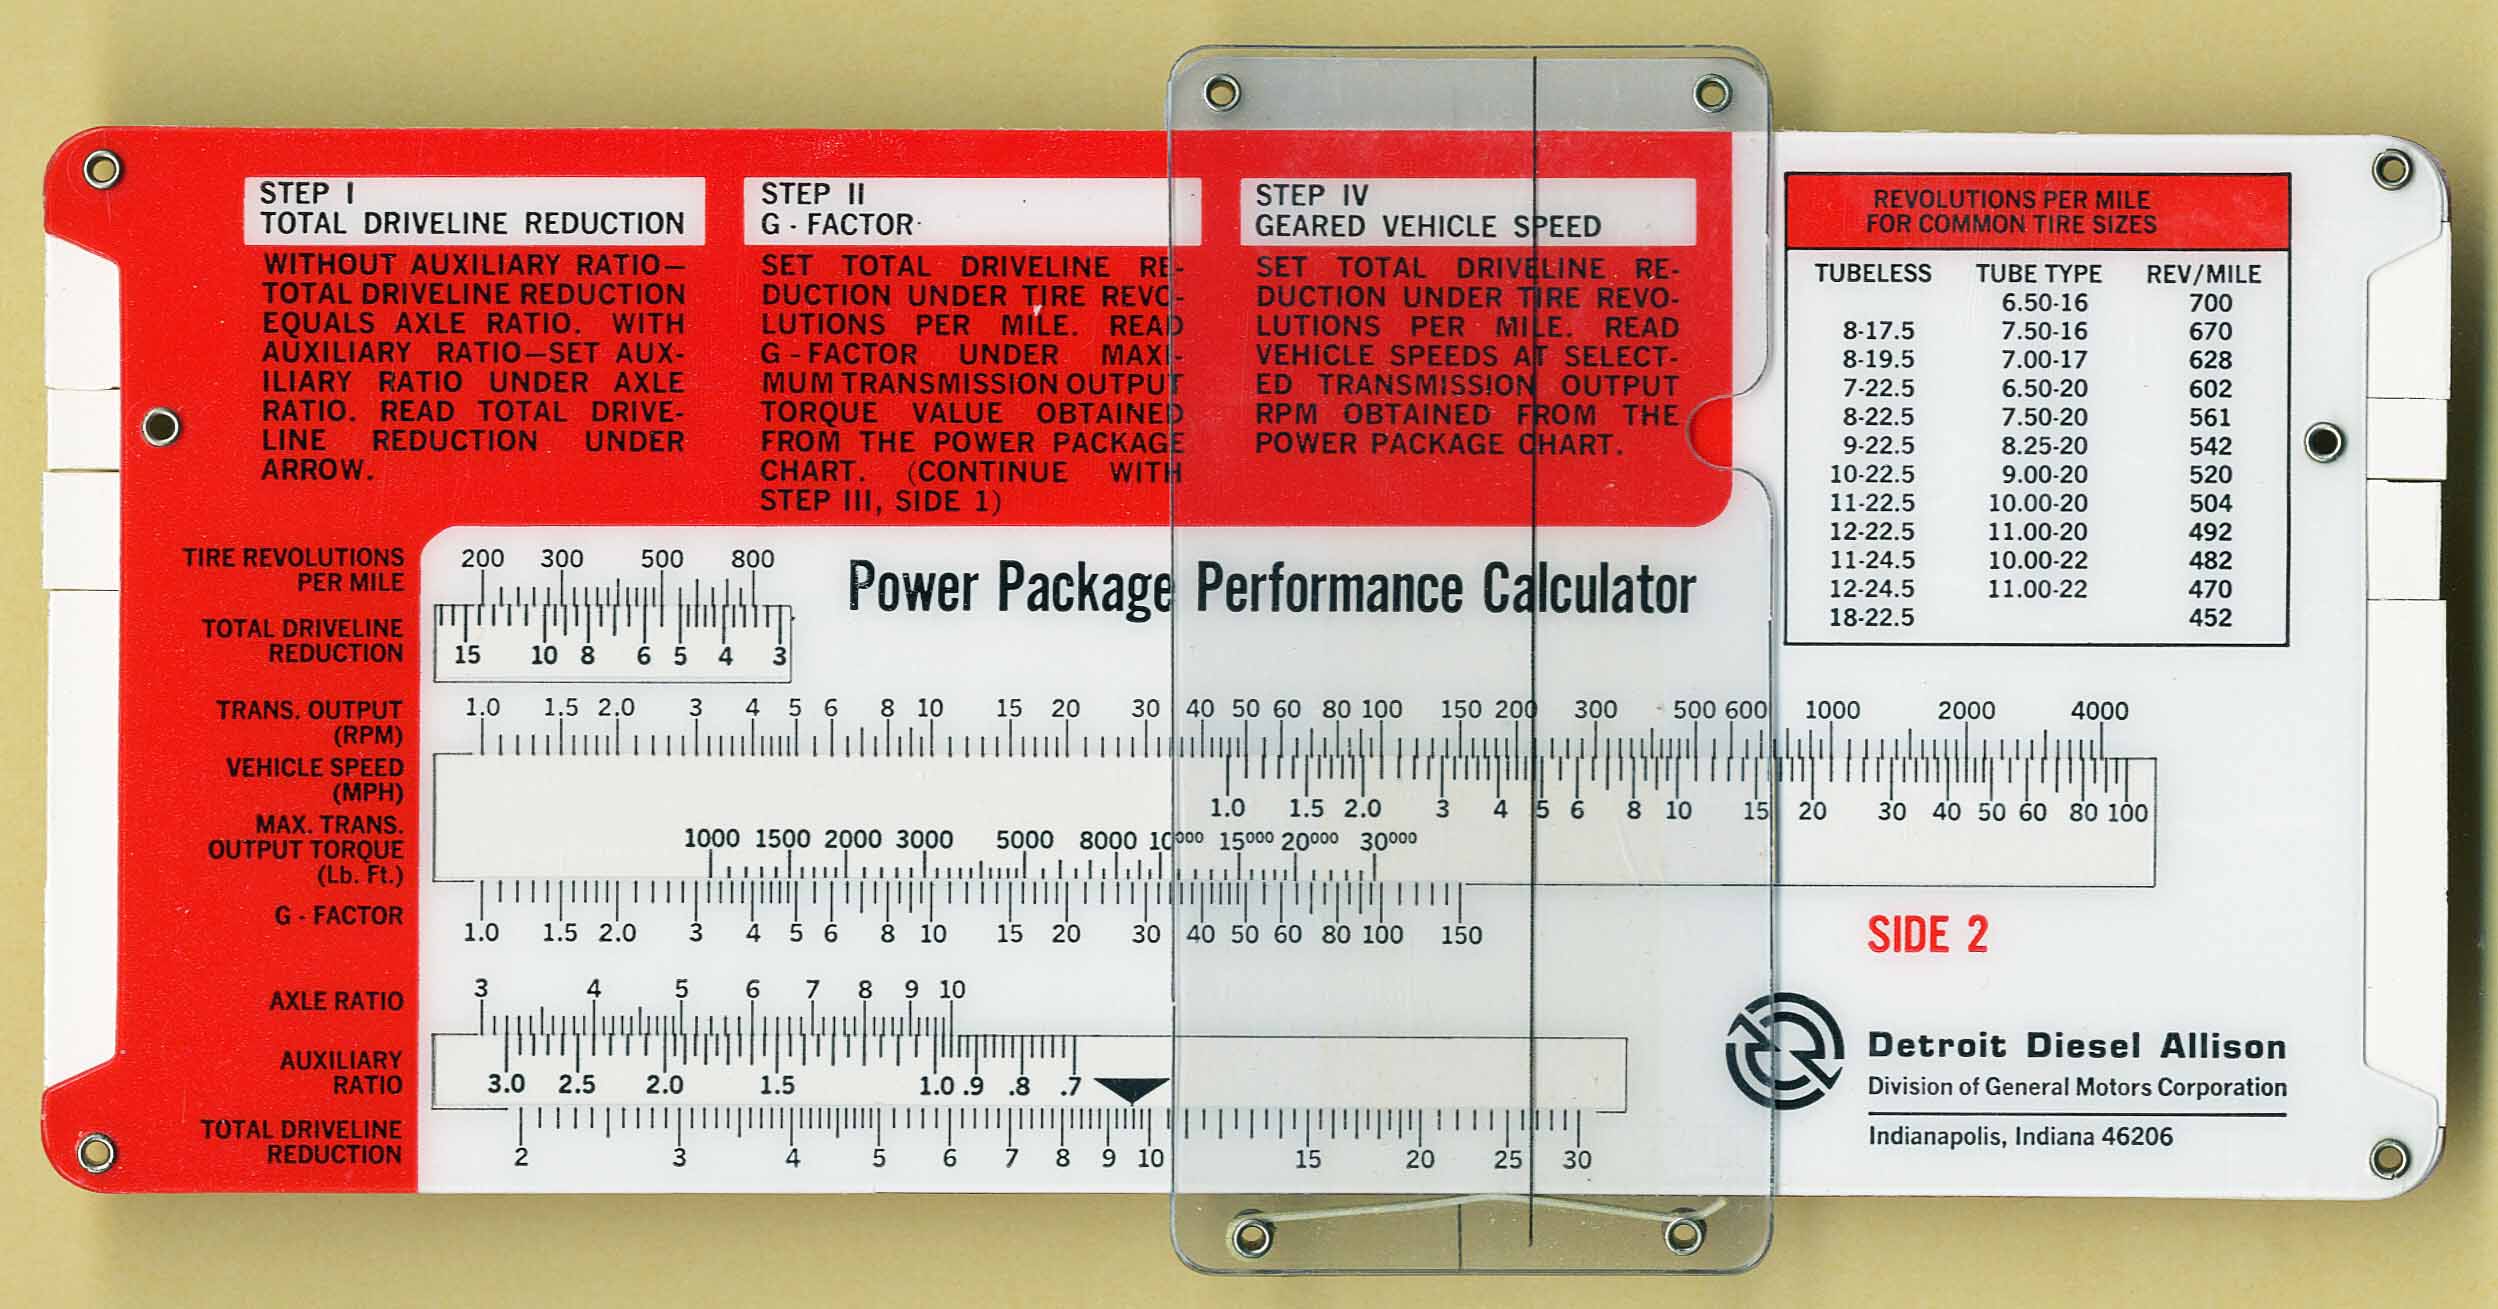 STEP I
TOTAL DRIVELINE REDUCTION
WITHOUT AUXILIARY RATIO—
TOTAL DRIVELINE REDUCTION
EQUALS AXLE RATIO. WITH
AUXILIARY RATIO—SET AUX-
ILIARY RATIO UNDER AXLE
RATIO. READ TOTAL DRIVE-
LINE REDUCTION UNDER
ARROW.
STEP II
G - FACTOR
SET TOTAL DRIVELINE RE-
DUCTION UNDER TIRE REVO-
LUTIONS PER MILE. READ
G - FACTOR UNDER MAXI-
MUM TRANSMISSION OUTPUT
TORQUE VALUE OBTAINED
FROM THE POWER PACKAGE
CHART. (CONTINUE WITH
STEP III, SIDE 1)
STEP IV
GEARED VEHICLE SPEED
SET TOTAL DRIVELINE RE-
DUCTION UNDER TIRE REVO-
LUTIONS PER MILE. READ
VEHICLE SPEEDS AT SELECT-
ED TRANSMISSION OUTPUT
RPM OBTAINED FROM THE
POWER PACKAGE CHART.
REVOLUTIONS PER MILE
FOR COMMON TIRE SIZES
TUBELESS TUBE TYPE REV/MILE
6.50-16 700
8-17.5 7.50-16 670
8-19.5 7.00-17 628
7-22.5 6.50-20 602
8-22.5 7.50-20 561
9-22.5 8.25-20 542
10-22.5 9.00-20 520
11-22.5 10.00-20 504
12-22.5 11.00-20 492
11-24.5 10.00-22 482
12-24.5 11.00-22 470
18-22.5 452
Power Package Performance Calculator
TIRE REVOLUTIONS
PER MILE
200 300 500 800
TOTAL DRIVELINE
REDUCTION
15 10 8 6 5 4 3
TRANS. OUTPUT
(RPM)
1.0 1.5 2.0 3 4 5 6 8 10 15 20 30 40 50 60 80 100 150 200 300 500 600 1000 2000 4000
VEHICLE SPEED
(MPH)
1.0 1.5 2.0 3 4 5 6 8 10 15 20 30 40 50 60 80 100
MAX. TRANS.
OUTPUT TORQUE
(Lb. Ft.)
1000 1500 2000 3000 5000 8000 10000 15000 20000 30000
G - FACTOR
1.0 1.5 2.0 3 4 5 6 8 10 15 20 30 40 50 60 80 100 150
SIDE 2
AXLE RATIO
3 4 5 6 7 8 9 10
AUXILIARY
RATIO
3.0 2.5 2.0 1.5 1.0 .9 .8 .7
TOTAL DRIVELINE
REDUCTION
2 3 4 5 6 7 8 9 10 15 20 25 30
Detroit Diesel Allison
Division of General Motors Corporation
Indianapolis, Indiana 46206